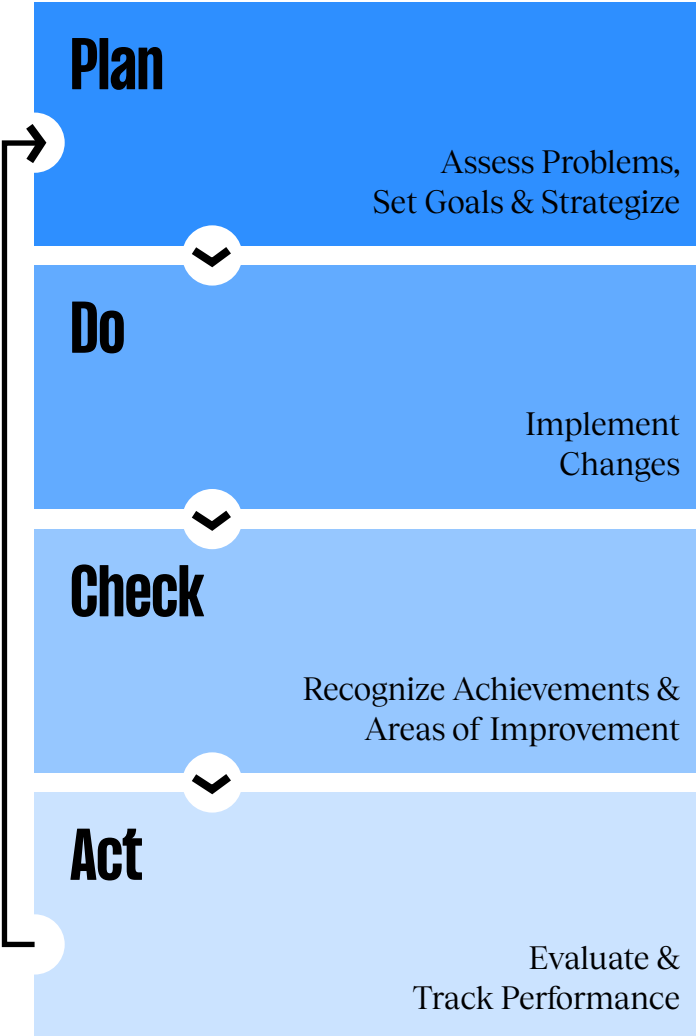 Plan
Assess Problems,
Set Goals & Strategize
Do
Implement
Changes
Check
Recognize Achievements &
Areas of Improvement
Act
Evaluate &
Track Performance